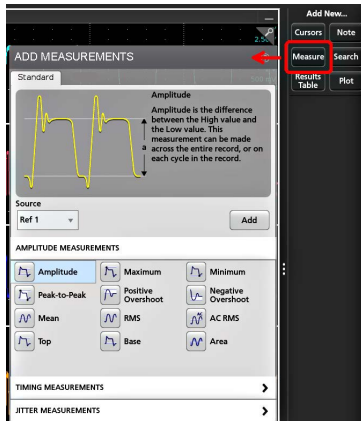 Add New...
Cursors Note
Measure Search
Results Table Plot
ADD MEASUREMENTS
Standard
Amplitude
Amplitude is the difference
between the High value and
the Low value. This
measurement can be made
across the entire record, or on
each cycle in the record.
a
Source
Ref 1
Add
AMPLITUDE MEASUREMENTS
Amplitude Maximum Minimum
Peak-to-Peak Positive Overshoot Negative Overshoot
Mean RMS AC RMS
Top Base Area
TIMING MEASUREMENTS
JITTER MEASUREMENTS